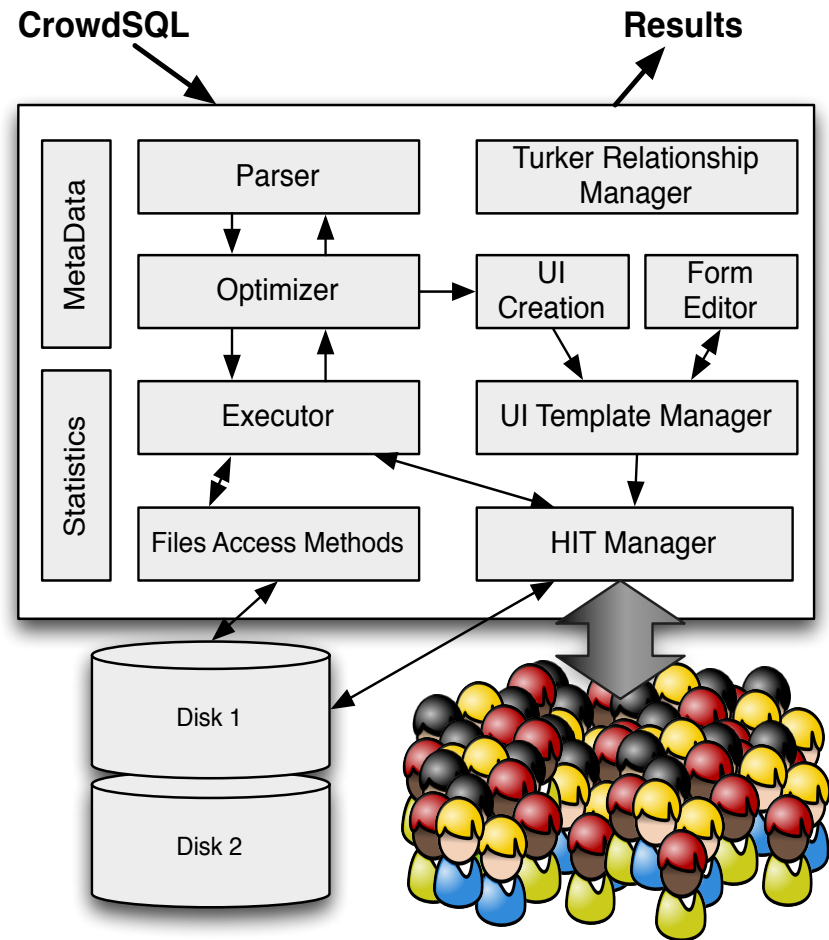 CrowdSQL
Results
MetaData
Parser
Turker Relationship
Manager
Optimizer
UI
Creation
Form
Editor
Statistics
Executor
UI Template Manager
Files Access Methods
HIT Manager
Disk 1
Disk 2